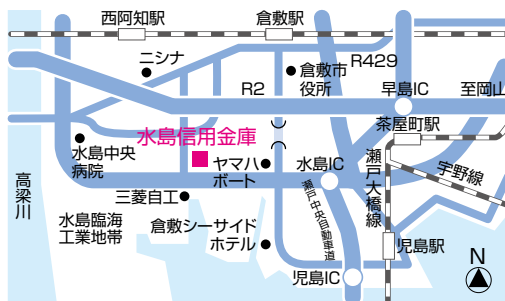 西阿知駅
倉敷駅
ニシナ
倉敷市
役所
R429
R2
早島IC
至岡山
茶屋町駅
水島信用金庫
水島中央
病院
ヤマハ
ボート
水島IC
瀬戸大橋線
宇野線
高梁川
三菱自工
瀬戸中央自動車道
水島臨海
工業地帯
倉敷シーサイド
ホテル
児島駅
児島IC
N